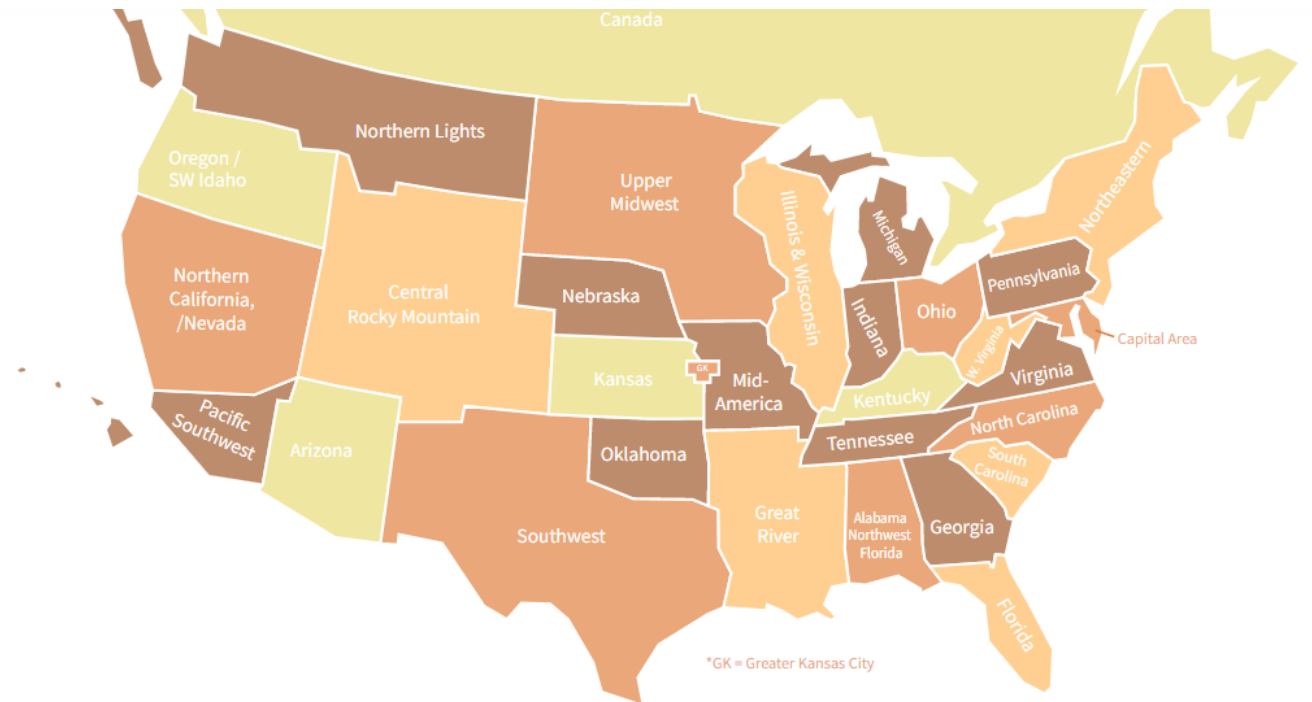 Canada
Northern Lights
Oregon /
SW Idaho
Upper
Midwest
Northeastern
Illinois & Wisconsin
Michigan
Northern
California,
/Nevada
Central
Rocky Mountain
Nebraska
Pennsylvania
Indiana
Ohio
W. Virginia
Capital Area
Kansas
GK
Mid-
America
Kentucky
Virginia
Pacific
Southwest
Arizona
Oklahoma
Tennessee
North Carolina
South
Carolina
Southwest
Great
River
Alabama
Northwest
Florida
Georgia
Florida
*GK = Greater Kansas City